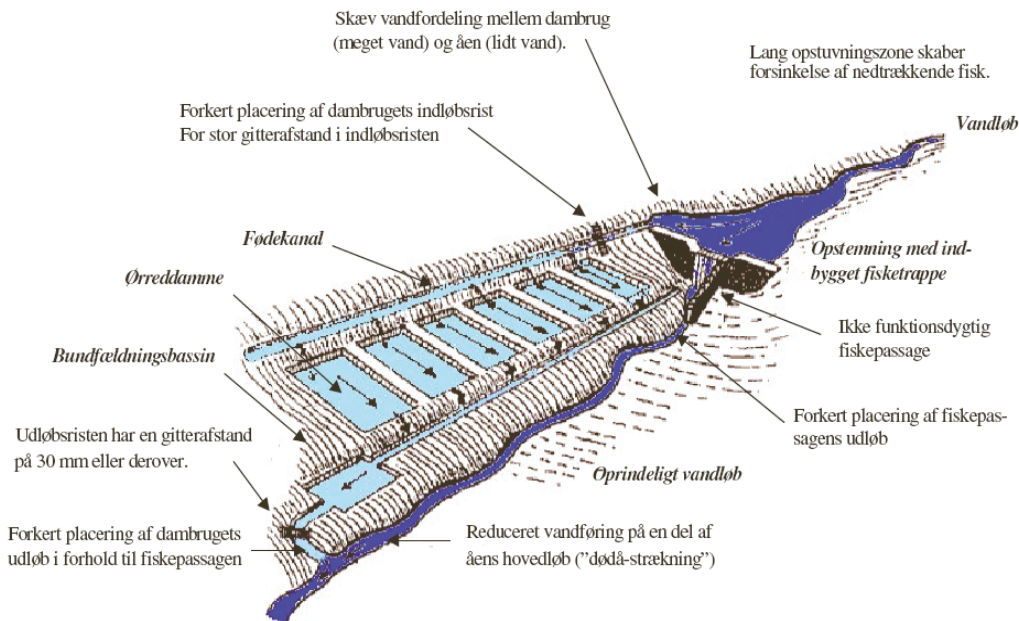 Skæv vandfordeling mellem dambrug
(meget vand) og åen (lidt vand).
Lang opstuvningszone skaber
forsinkelse af nedtrækkende fisk.
Forkert placering af dambrugets indløbsrist
For stor gitterafstand i indløbsristen
Vandløb
Fødekanal
Opstemning med ind-
bygget fisketrappe
Ørreddamme
Ikke funktionsdygtig
fiskepassage
Bundfældningsbassin
Forkert placering af fiskepas-
sagens udløb
Udløbsristen har en gitterafstand
på 30 mm eller derover.
Oprindeligt vandløb
Forkert placering af dambrugets
udløb i forhold til fiskepassagen
Reduceret vandføring på en del af
åens hovedløb ("dødå-strækning")